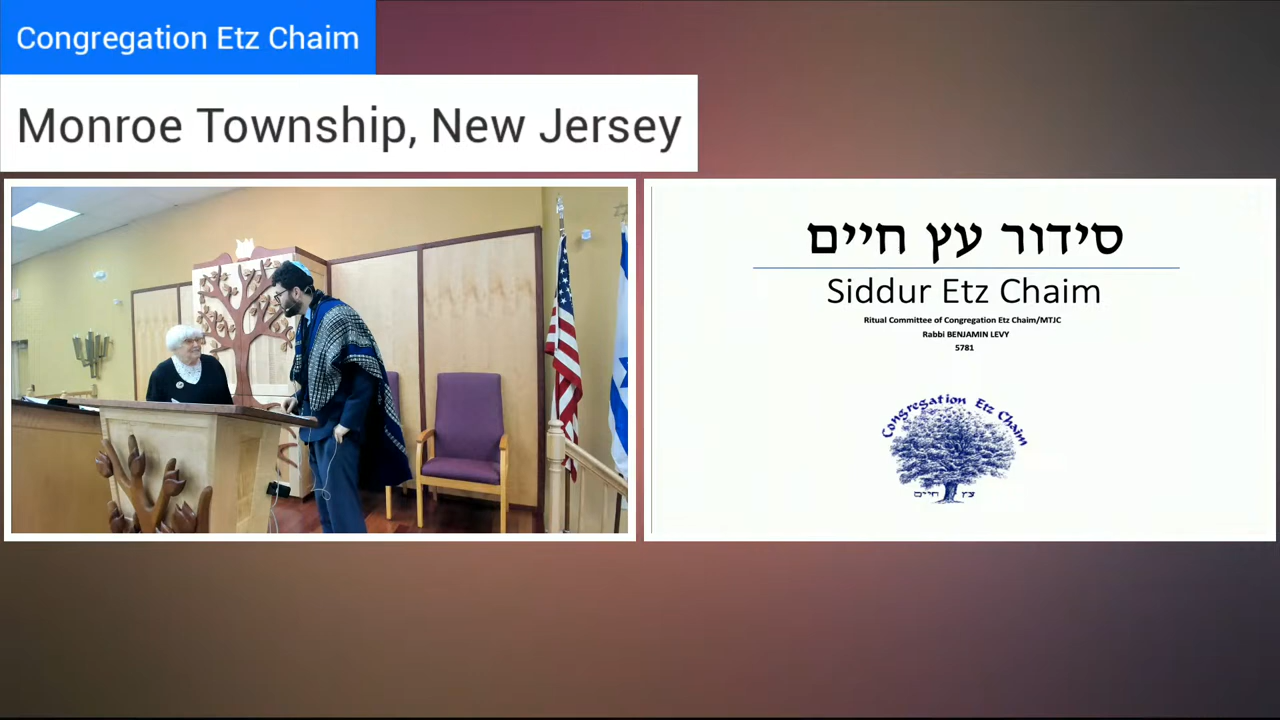 Congregation Etz Chaim
Monroe Township, New Jersey
סידור עץ חיים
Siddur Etz Chaim
Ritual Committee of Congregation Etz Chaim/MTJC
Rabbi BENJAMIN LEVY
5781
Congregation Etz Chaim
עץ חיים